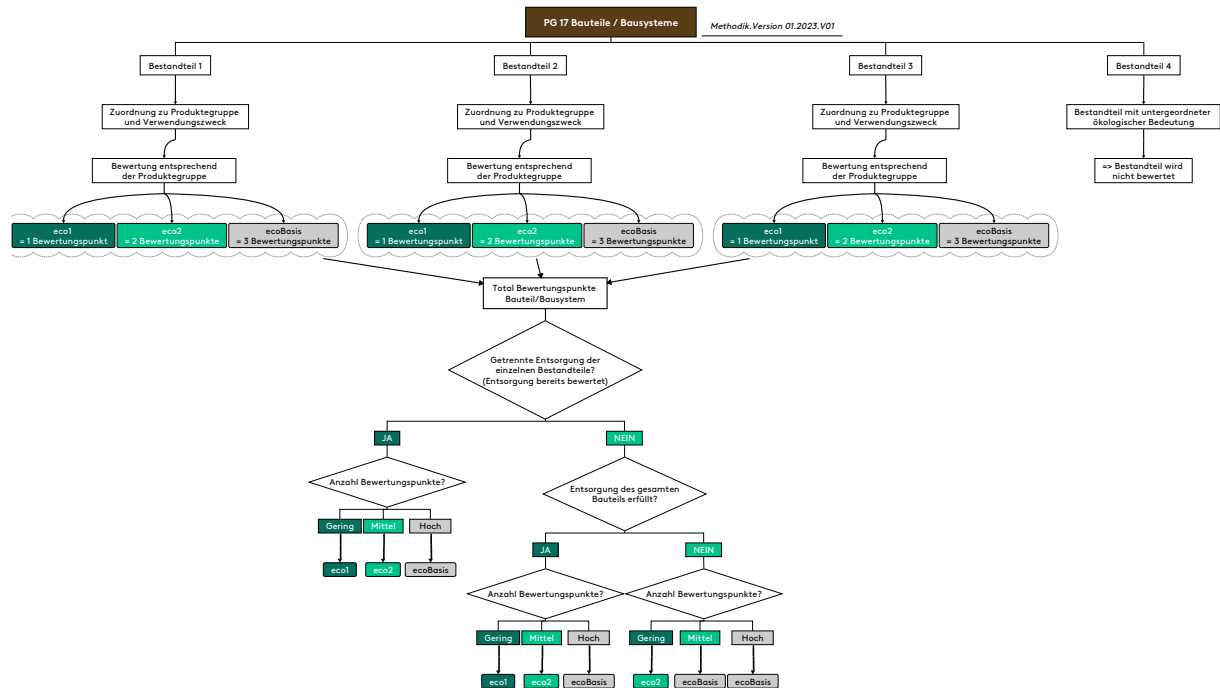 PG 17 Bauteile / Bausysteme
Methodik.Version 01.2023.V01
Bestandteil 1
Bestandteil 2
Bestandteil 3
Bestandteil 4
Zuordnung zu Produktegruppe
und Verwendungszweck
Zuordnung zu Produktegruppe
und Verwendungszweck
Zuordnung zu Produktegruppe
und Verwendungszweck
Bestandteil mit untergeordneter
ökologischer Bedeutung
Bewertung entsprechend
der Produktegruppe
Bewertung entsprechend
der Produktegruppe
Bewertung entsprechend
der Produktegruppe
=> Bestandteil wird
nicht bewertet
eco1
= 1 Bewertungspunkt
eco2
= 2 Bewertungspunkte
ecoBasis
= 3 Bewertungspunkte
eco1
= 1 Bewertungspunkt
eco2
= 2 Bewertungspunkte
ecoBasis
= 3 Bewertungspunkte
eco1
= 1 Bewertungspunkt
eco2
= 2 Bewertungspunkte
ecoBasis
= 3 Bewertungspunkte
Total Bewertungspunkte
Bauteil/Bausystem
Getrennte Entsorgung der
einzelnen Bestandteile?
(Entsorgung bereits bewertet)
JA
NEIN
Anzahl Bewertungspunkte?
Entsorgung des gesamten
Bauteils erfüllt?
Gering
Mittel
Hoch
eco1
eco2
ecoBasis
JA
NEIN
Anzahl Bewertungspunkte?
Anzahl Bewertungspunkte?
Gering
Mittel
Hoch
Gering
Mittel
Hoch
eco1
eco2
ecoBasis
eco2
ecoBasis
ecoBasis